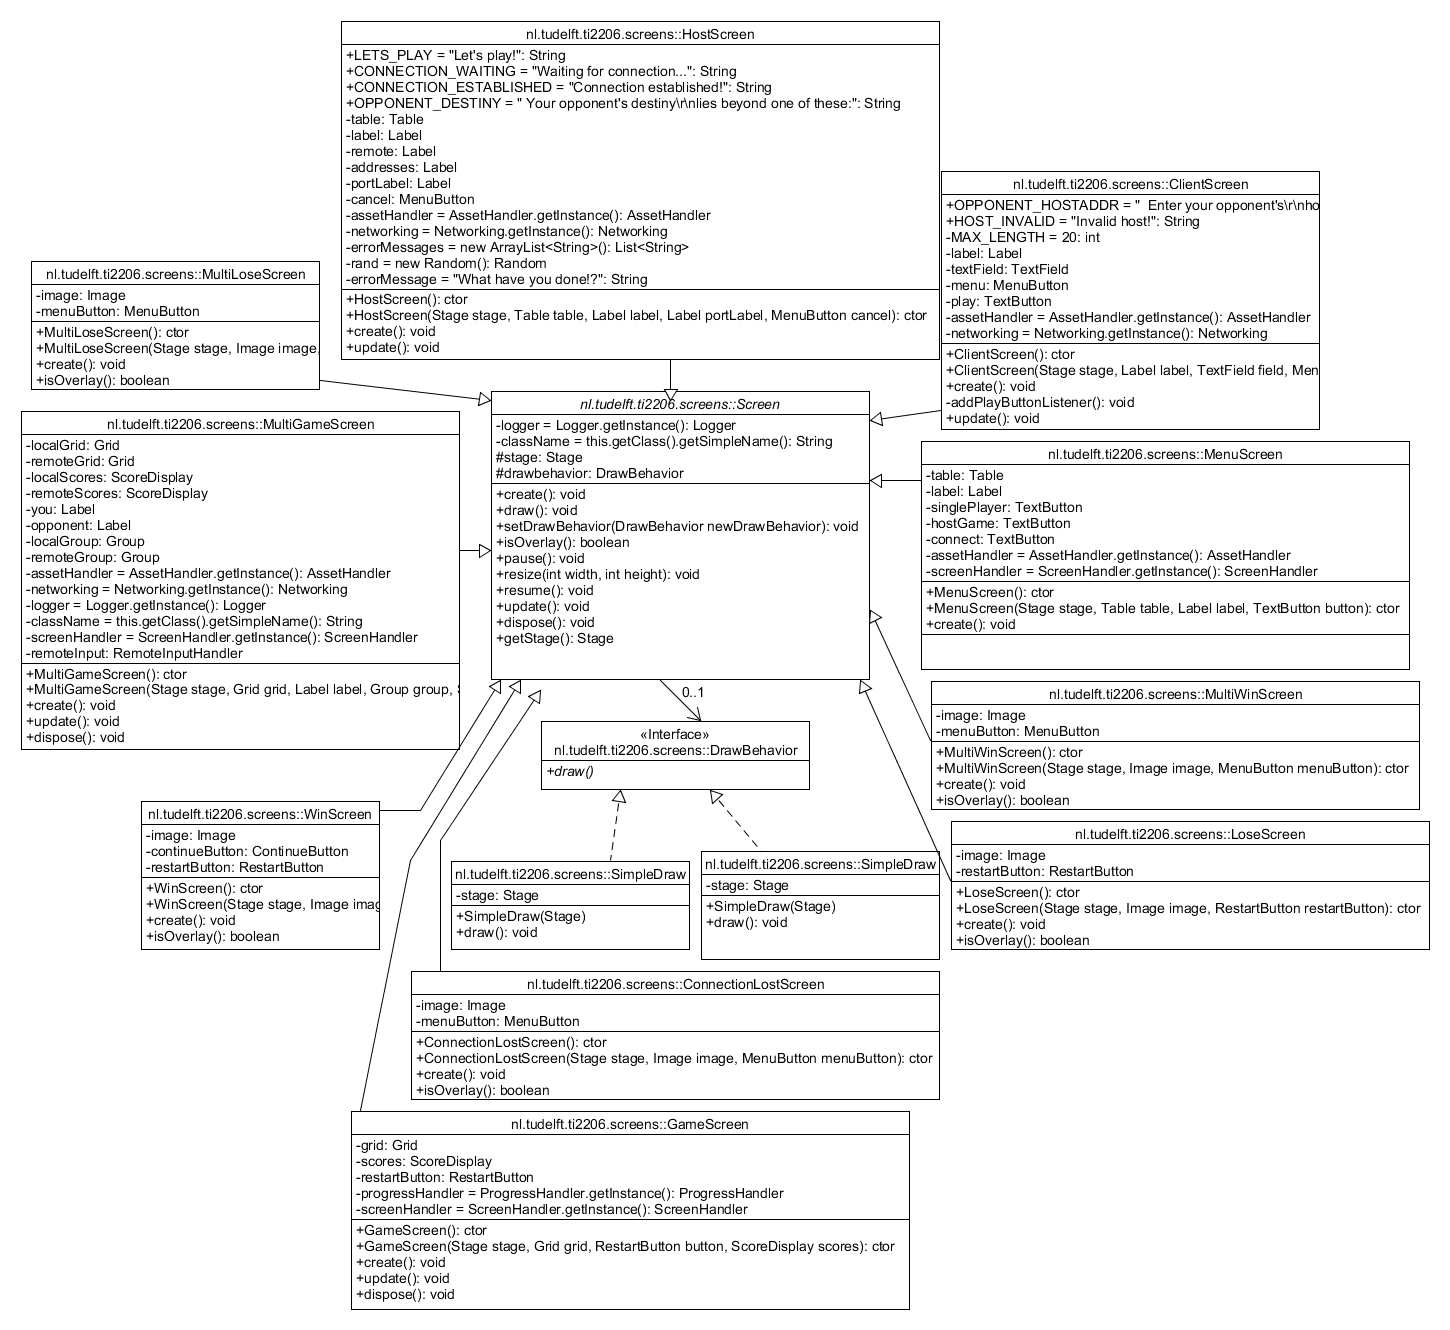 nl.tudelft.ti2206.screens::HostScreen
+LETS_PLAY = "Let's play!": String
+CONNECTION_WAITING = "Waiting for connection...": String
+CONNECTION_ESTABLISHED = "Connection established!": String
+OPPONENT_DESTINY = " Your opponent's destiny\r\nlies beyond one of these:": String
-table: Table
-label: Label
-remote: Label
-addresses: Label
-portLabel: Label
-cancel: MenuButton
-assetHandler = AssetHandler.getInstance(): AssetHandler
-networking = Networking.getInstance(): Networking
-errorMessages = new ArrayList<String>(): List<String>
-rand = new Random(): Random
-errorMessage = "What have you done!?": String
+HostScreen(): ctor
+HostScreen(Stage stage, Table table, Label label, Label portLabel, MenuButton cancel): ctor
+create(): void
+update(): void
nl.tudelft.ti2206.screens::ClientScreen
+OPPONENT_HOSTADDR = "  Enter your opponent's\r\nho
+HOST_INVALID = "Invalid host!": String
-MAX_LENGTH = 20: int
-label: Label
-textField: TextField
-menu: MenuButton
-play: TextButton
-assetHandler = AssetHandler.getInstance(): AssetHandler
-networking = Networking.getInstance(): Networking
+ClientScreen(): ctor
+ClientScreen(Stage stage, Label label, TextField field, Men
+create(): void
-addPlayButtonListener(): void
+update(): void
nl.tudelft.ti2206.screens::MultiLoseScreen
-image: Image
-menuButton: MenuButton
+MultiLoseScreen(): ctor
+MultiLoseScreen(Stage stage, Image image,
+create(): void
+isOverlay(): boolean
nl.tudelft.ti2206.screens::Screen
-logger = Logger.getInstance(): Logger
-className = this.getClass().getSimpleName(): String
#stage: Stage
#drawbehavior: DrawBehavior
+create(): void
+draw(): void
+setDrawBehavior(DrawBehavior newDrawBehavior): void
+isOverlay(): boolean
+pause(): void
+resize(int width, int height): void
+resume(): void
+update(): void
+dispose(): void
+getStage(): Stage
nl.tudelft.ti2206.screens::MultiGameScreen
-localGrid: Grid
-remoteGrid: Grid
-localScores: ScoreDisplay
-remoteScores: ScoreDisplay
-you: Label
-opponent: Label
-localGroup: Group
-remoteGroup: Group
-assetHandler = AssetHandler.getInstance(): AssetHandler
-networking = Networking.getInstance(): Networking
-logger = Logger.getInstance(): Logger
-className = this.getClass().getSimpleName(): String
-screenHandler = ScreenHandler.getInstance(): ScreenHandler
-remoteInput: RemoteInputHandler
+MultiGameScreen(): ctor
+MultiGameScreen(Stage stage, Grid grid, Label label, Group group,
+create(): void
+update(): void
+dispose(): void
nl.tudelft.ti2206.screens::MenuScreen
-table: Table
-label: Label
-singlePlayer: TextButton
-hostGame: TextButton
-connect: TextButton
-assetHandler = AssetHandler.getInstance(): AssetHandler
-screenHandler = ScreenHandler.getInstance(): ScreenHandler
+MenuScreen(): ctor
+MenuScreen(Stage stage, Table table, Label label, TextButton button): ctor
+create(): void
0..1
nl.tudelft.ti2206.screens::MultiWinScreen
-image: Image
-menuButton: MenuButton
+MultiWinScreen(): ctor
+MultiWinScreen(Stage stage, Image image, MenuButton menuButton): ctor
+create(): void
+isOverlay(): boolean
«Interface»
nl.tudelft.ti2206.screens::DrawBehavior
+draw()
nl.tudelft.ti2206.screens::WinScreen
-image: Image
-continueButton: ContinueButton
-restartButton: RestartButton
+WinScreen(): ctor
+WinScreen(Stage stage, Image imag
+create(): void
+isOverlay(): boolean
nl.tudelft.ti2206.screens::SimpleDraw
-stage: Stage
+SimpleDraw(Stage)
+draw(): void
nl.tudelft.ti2206.screens::SimpleDraw
-stage: Stage
+SimpleDraw(Stage)
+draw(): void
nl.tudelft.ti2206.screens::LoseScreen
-image: Image
-restartButton: RestartButton
+LoseScreen(): ctor
+LoseScreen(Stage stage, Image image, RestartButton restartButton): ctor
+create(): void
+isOverlay(): boolean
nl.tudelft.ti2206.screens::ConnectionLostScreen
-image: Image
-menuButton: MenuButton
+ConnectionLostScreen(): ctor
+ConnectionLostScreen(Stage stage, Image image, MenuButton menuButton): ctor
+create(): void
+isOverlay(): boolean
nl.tudelft.ti2206.screens::GameScreen
-grid: Grid
-scores: ScoreDisplay
-restartButton: RestartButton
-progressHandler = ProgressHandler.getInstance(): ProgressHandler
-screenHandler = ScreenHandler.getInstance(): ScreenHandler
+GameScreen(): ctor
+GameScreen(Stage stage, Grid grid, RestartButton button, ScoreDisplay scores): ctor
+create(): void
+update(): void
+dispose(): void